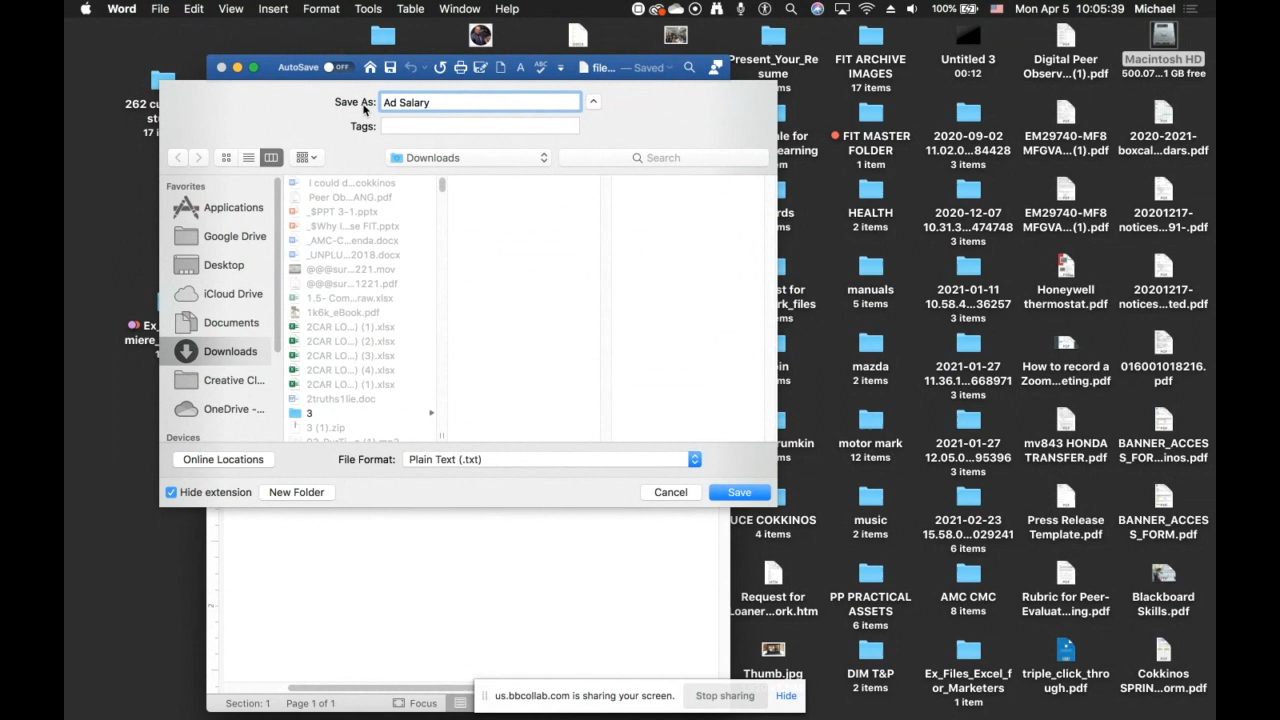 Word File Edit View Insert Format Tools Table Window Help
100% Mon Apr 5 10:05:39 Michael
AutoSave OFF
file... — Saved
Save As: Ad Salary
Tags:
Downloads
Search
Favorites
Applications
Google Drive
Desktop
iCloud Drive
Documents
Downloads
Creative Cl...
OneDrive -...
Devices
I could d...cokkinos
Peer Ob...ANG.pdf
_$PPT 3-1.pptx
_$Why I...se FIT.pptx
_AMC-C...enda.docx
_UNPLU...2018.docx
@@@sur...221.mov
@@@sur...1221.pdf
1.5- Com...raw.xlsx
1k6k_eBook.pdf
2CAR LO...) (1).xlsx
2CAR LO...) (2).xlsx
2CAR LO...) (3).xlsx
2CAR LO...) (4).xlsx
2CAR LO...) (1).xlsx
2truths1lie.doc
3
3 (1).zip
Online Locations
File Format: Plain Text (.txt)
Hide extension
New Folder
Cancel
Save
2
Section: 1 Page 1 of 1
Focus
us.bbcollab.com is sharing your screen.
Stop sharing
Hide
262 cu
st
17 i
Ex_
miere_
Present_Your_Re
sume
earning
rds
st for
rk_files
in
rumkin
UCE COKKINOS
4 items
Request for
Loaner...ork.htm
Thumb.jpg
FIT ARCHIVE
IMAGES
17 items
FIT MASTER
FOLDER
1 item
HEALTH
2 items
manuals
5 items
mazda
2 items
motor mark
12 items
music
2 items
PP PRACTICAL
ASSETS
6 items
DIM T&P
2 items
Untitled 3
00:12
2020-09-02
11.02.0...84428
3 items
2020-12-07
10.31.3...474748
3 items
2021-01-11
10.58.4...36257
3 items
2021-01-27
11.36.1...668971
3 items
2021-01-27
12.05.0...95396
3 items
2021-02-23
15.58.0...029241
6 items
AMC CMC
8 items
Ex_Files_Excel_f
or_Marketers
1 item
Digital Peer
Observ...(1).pdf
EM29740-MF8
MFGVA...(1).pdf
EM29740-MF8
MFGVA...(1).pdf
Honeywell
thermostat.pdf
How to record a
Zoom...eting.pdf
mv843 HONDA
TRANSFER.pdf
Press Release
Template.pdf
Rubric for Peer-
Evaluat...ing.pdf
triple_click_thro
ugh.pdf
Macintosh HD
500.07...1 GB free
2020-2021-
boxcal...dars.pdf
20201217-
notices...91-.pdf
20201217-
notices...ted.pdf
016001018216.
pdf
BANNER_ACCES
S_FOR...inos.pdf
BANNER_ACCES
S_FORM.pdf
Blackboard
Skills.pdf
Cokkinos
SPRIN...orm.pdf